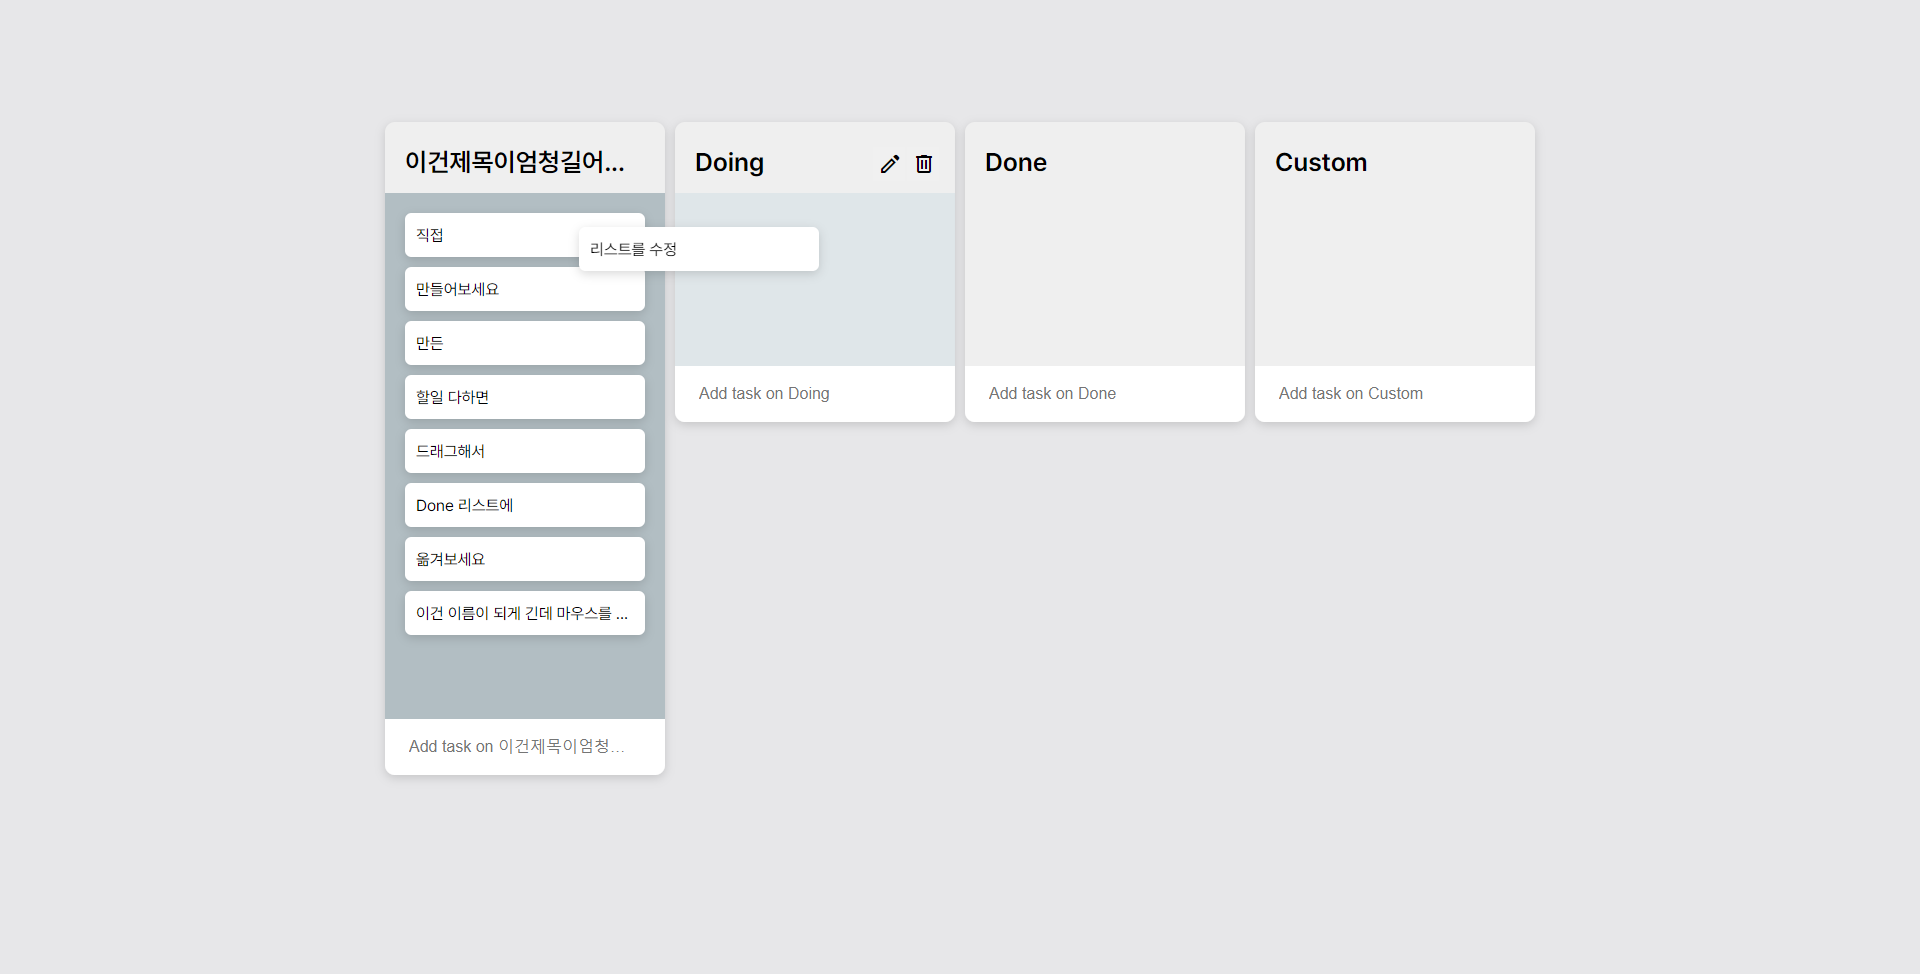 이건제목이엄청길어...
직접
만들어보세요
만든
할일 다하면
드래그해서
Done 리스트에
옮겨보세요
이건 이름이 되게 긴데 마우스를 ...
Add task on 이건제목이엄청...
리스트를 수정
Doing
Add task on Doing
Done
Add task on Done
Custom
Add task on Custom